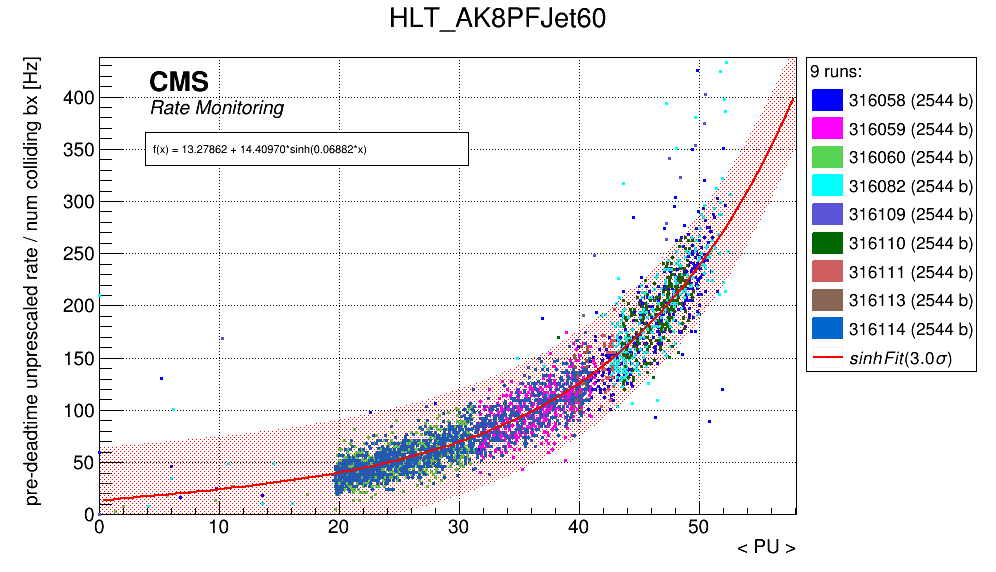 HLT_AK8PFJet60
pre-deadtime unprescaled rate / num colliding bx [Hz]
CMS
Rate Monitoring
f(x) = 13.27862 + 14.40970*sinh(0.06882*x)
400
350
300
250
200
150
100
50
0
0 10 20 30 40 50
< PU >
9 runs:
316058 (2544 b)
316059 (2544 b)
316060 (2544 b)
316082 (2544 b)
316109 (2544 b)
316110 (2544 b)
316111 (2544 b)
316113 (2544 b)
316114 (2544 b)
sinhFit(3.0σ)